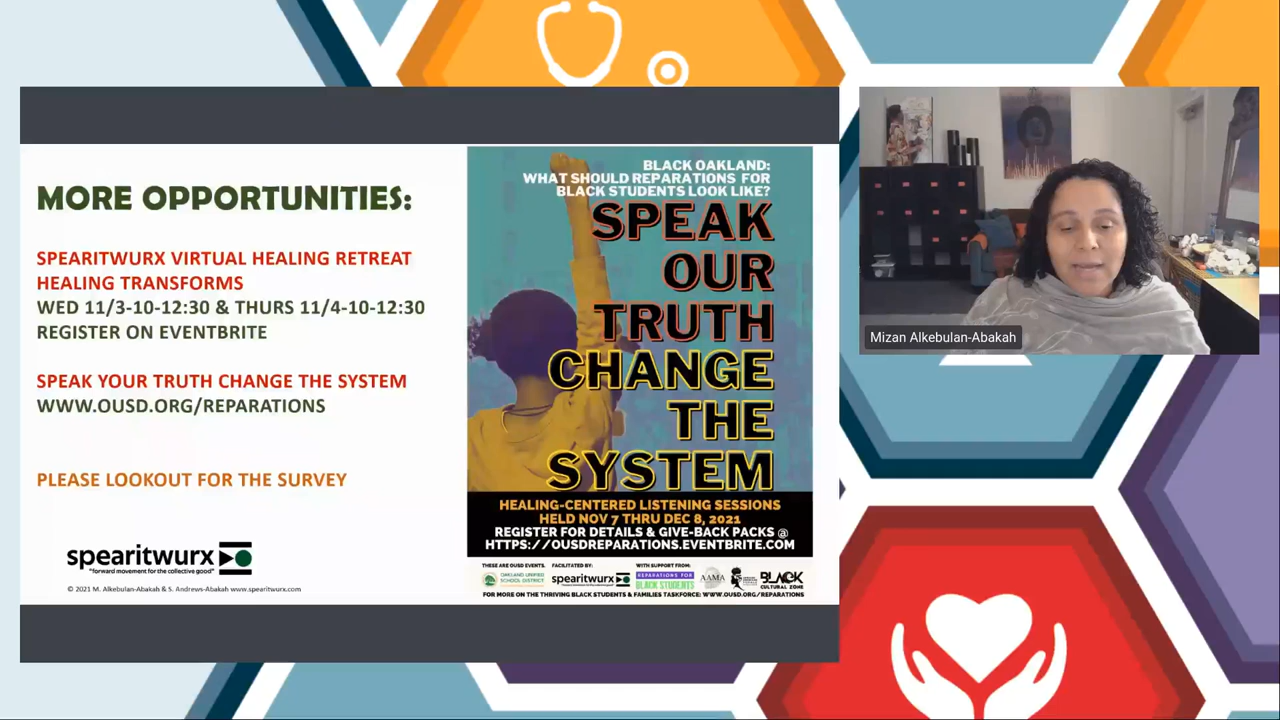 MORE OPPORTUNITIES:
SPEARITWURX VIRTUAL HEALING RETREAT
HEALING TRANSFORMS
WED 11/3-10-12:30 & THURS 11/4-10-12:30
REGISTER ON EVENTBRITE
SPEAK YOUR TRUTH CHANGE THE SYSTEM
WWW.OUSD.ORG/REPARATIONS
PLEASE LOOKOUT FOR THE SURVEY
spearitwurx
"forward movement for the collective good"
© 2021 M. Alkebulan-Abakah & S. Andrews-Abakah www.spearitwurx.com
BLACK OAKLAND:
WHAT SHOULD REPARATIONS FOR
BLACK STUDENTS LOOK LIKE?
SPEAK
OUR
TRUTH
CHANGE
THE
SYSTEM
HEALING-CENTERED LISTENING SESSIONS
HELD NOV 7 THRU DEC 8, 2021
REGISTER FOR DETAILS & GIVE-BACK PACKS @
HTTPS://OUSDREPARATIONS.EVENTBRITE.COM
THESE ARE OUSD EVENTS. FACILITATED BY: WITH SUPPORT FROM:
OAKLAND UNIFIED
SCHOOL DISTRICT
spearitwurx
REPARATIONS FOR
BLACK STUDENTS
AAMA
BLACK
CULTURAL ZONE
FOR MORE ON THE THRIVING BLACK STUDENTS & FAMILIES TASKFORCE: WWW.OUSD.ORG/REPARATIONS
Mizan Alkebulan-Abakah